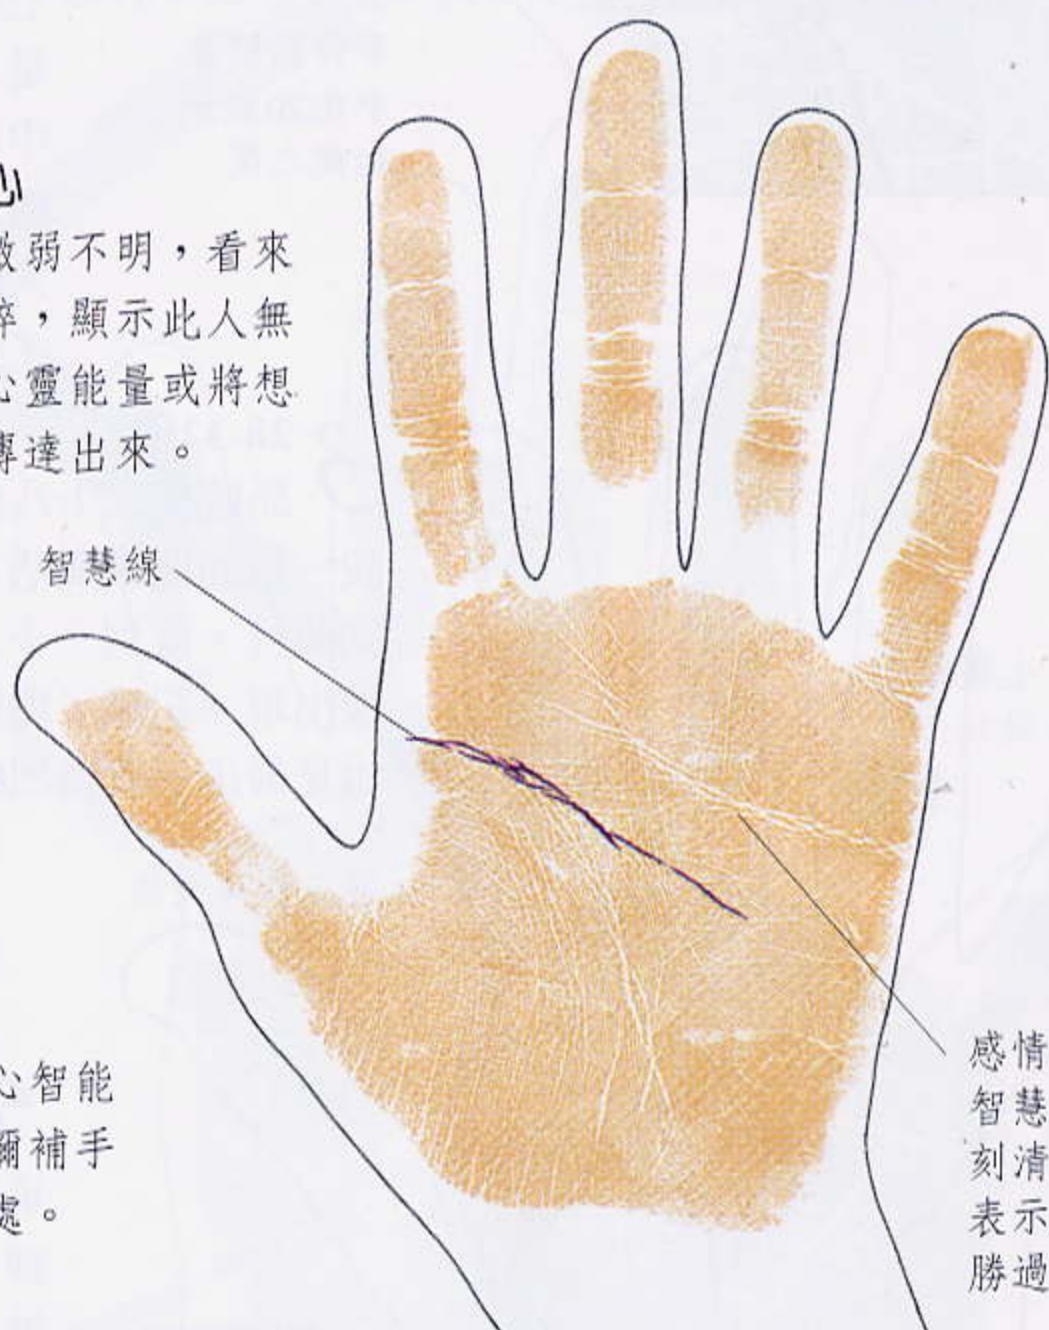 心
微弱不明，看來
悴，顯示此人無
心靈能量或將想
專達出來。
智慧線
心智能
彌補手
處。
感情
智慧
刻清
表示
勝過